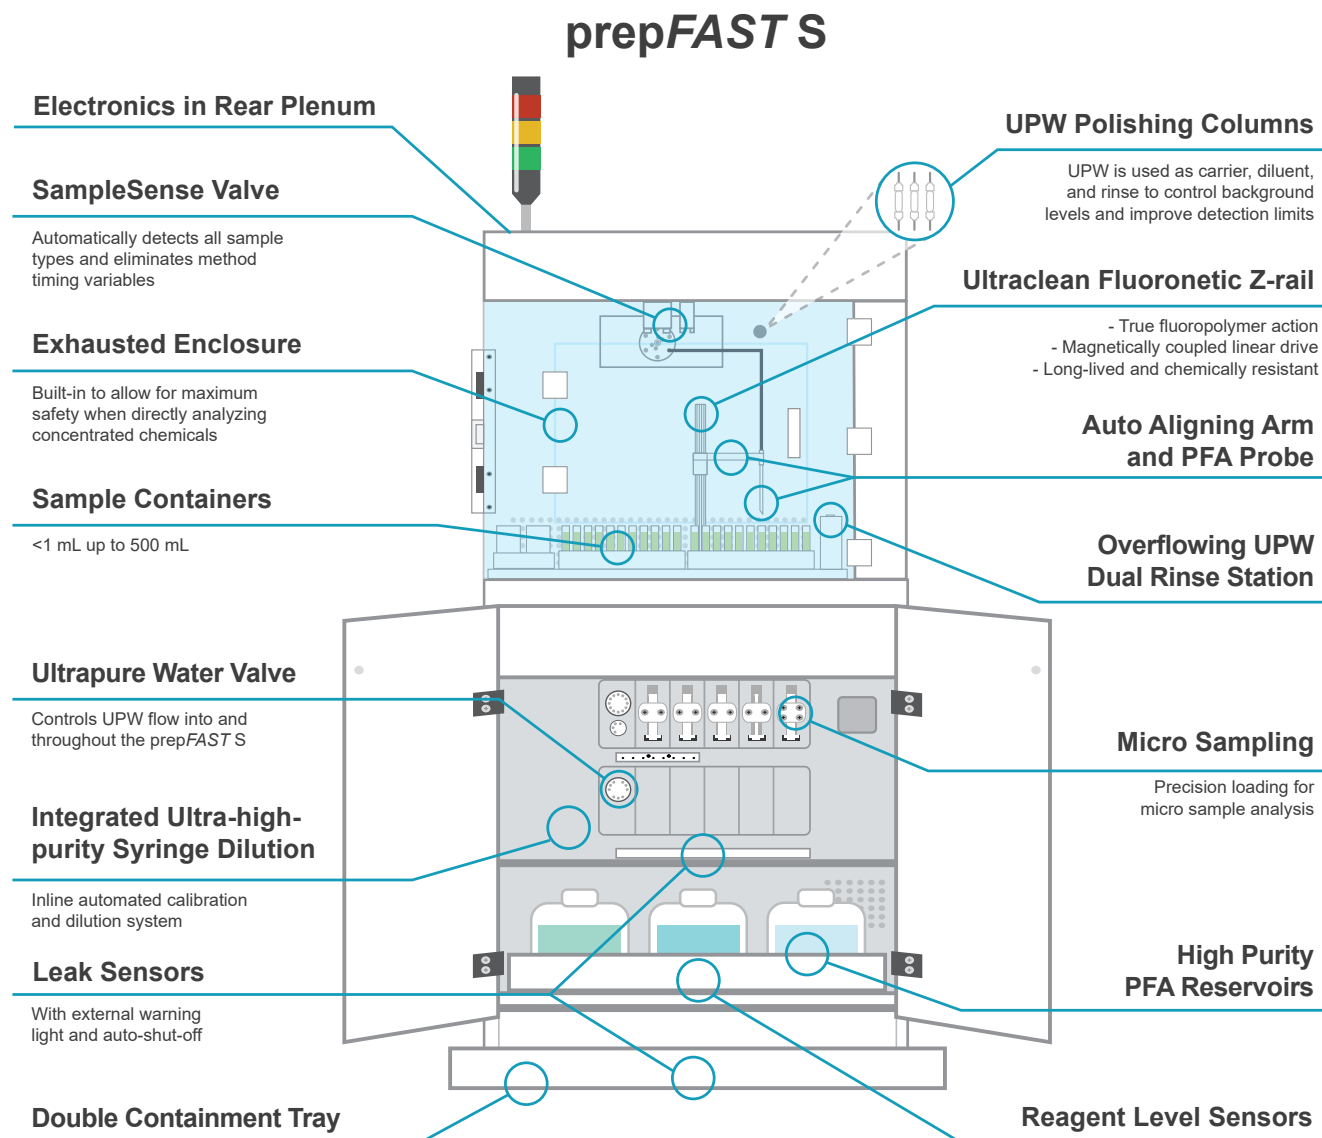 prepFAST S
Electronics in Rear Plenum
SampleSense Valve
Automatically detects all sample
types and eliminates method
timing variables
Exhausted Enclosure
Built-in to allow for maximum
safety when directly analyzing
concentrated chemicals
Sample Containers
<1 mL up to 500 mL
Ultrapure Water Valve
Controls UPW flow into and
throughout the prepFAST S
Integrated Ultra-high-
purity Syringe Dilution
Inline automated calibration
and dilution system
Leak Sensors
With external warning
light and auto-shut-off
Double Containment Tray
UPW Polishing Columns
UPW is used as carrier, diluent,
and rinse to control background
levels and improve detection limits
Ultraclean Fluoronetic Z-rail
- True fluoropolymer action
- Magnetically coupled linear drive
- Long-lived and chemically resistant
Auto Aligning Arm
and PFA Probe
Overflowing UPW
Dual Rinse Station
Micro Sampling
Precision loading for
micro sample analysis
High Purity
PFA Reservoirs
Reagent Level Sensors